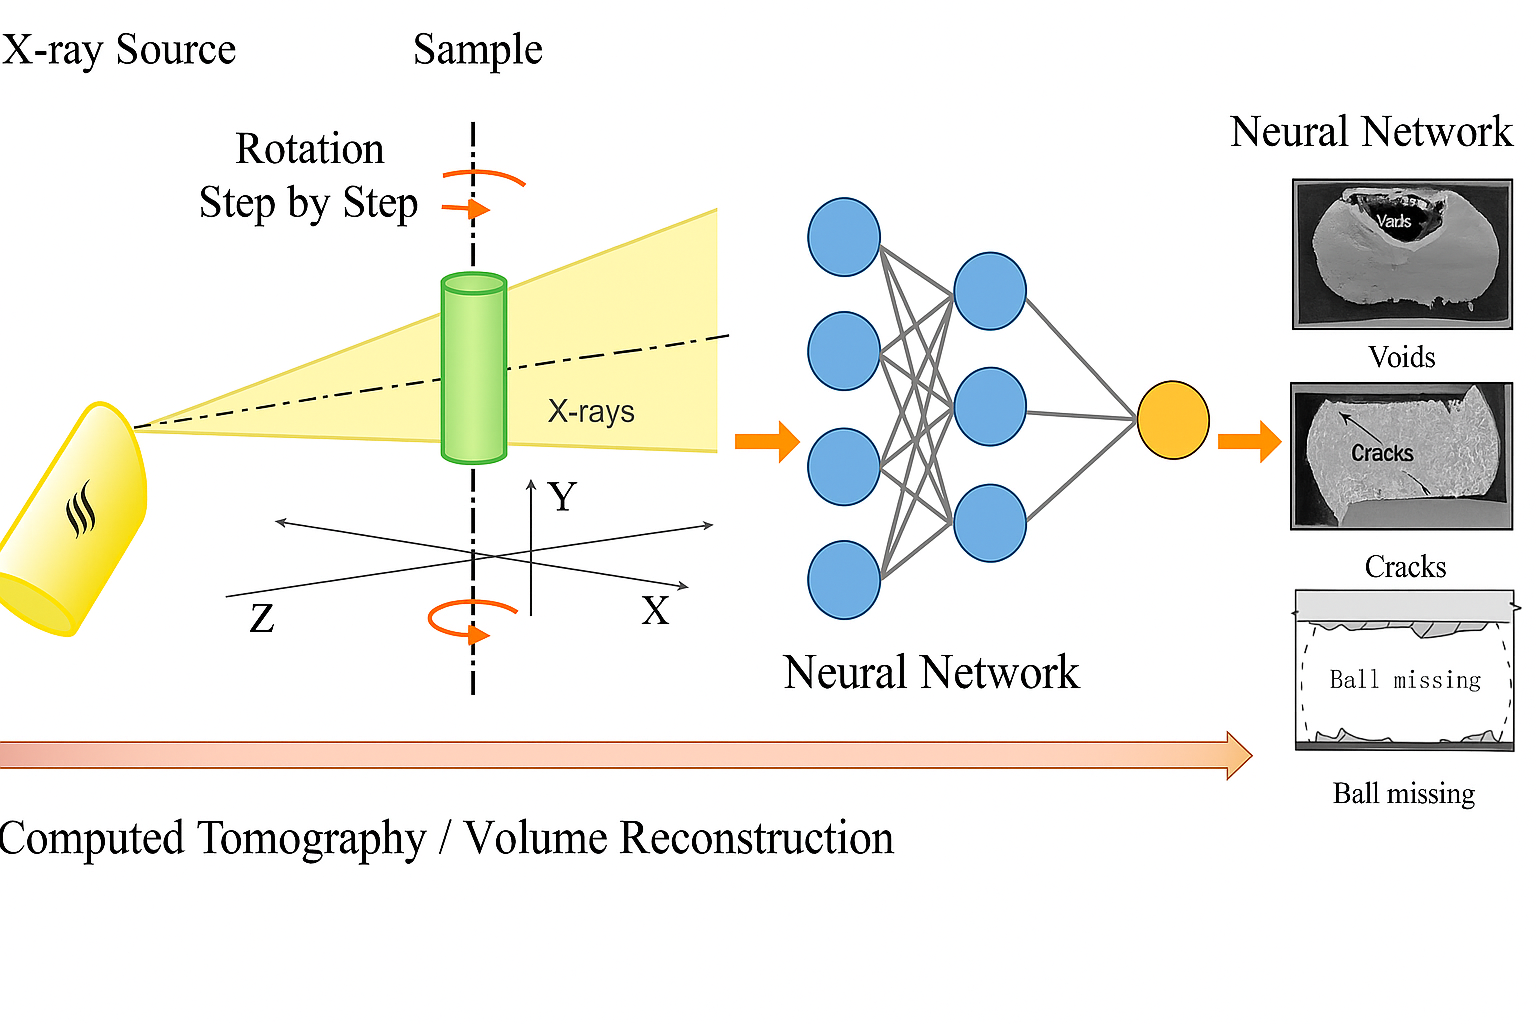 X-ray Source
Sample
Rotation
Step by Step
X-rays
Y
Z
X
Neural Network
Computed Tomography / Volume Reconstruction
Neural Network
Voids
Cracks
Cracks
Ball missing
Ball missing